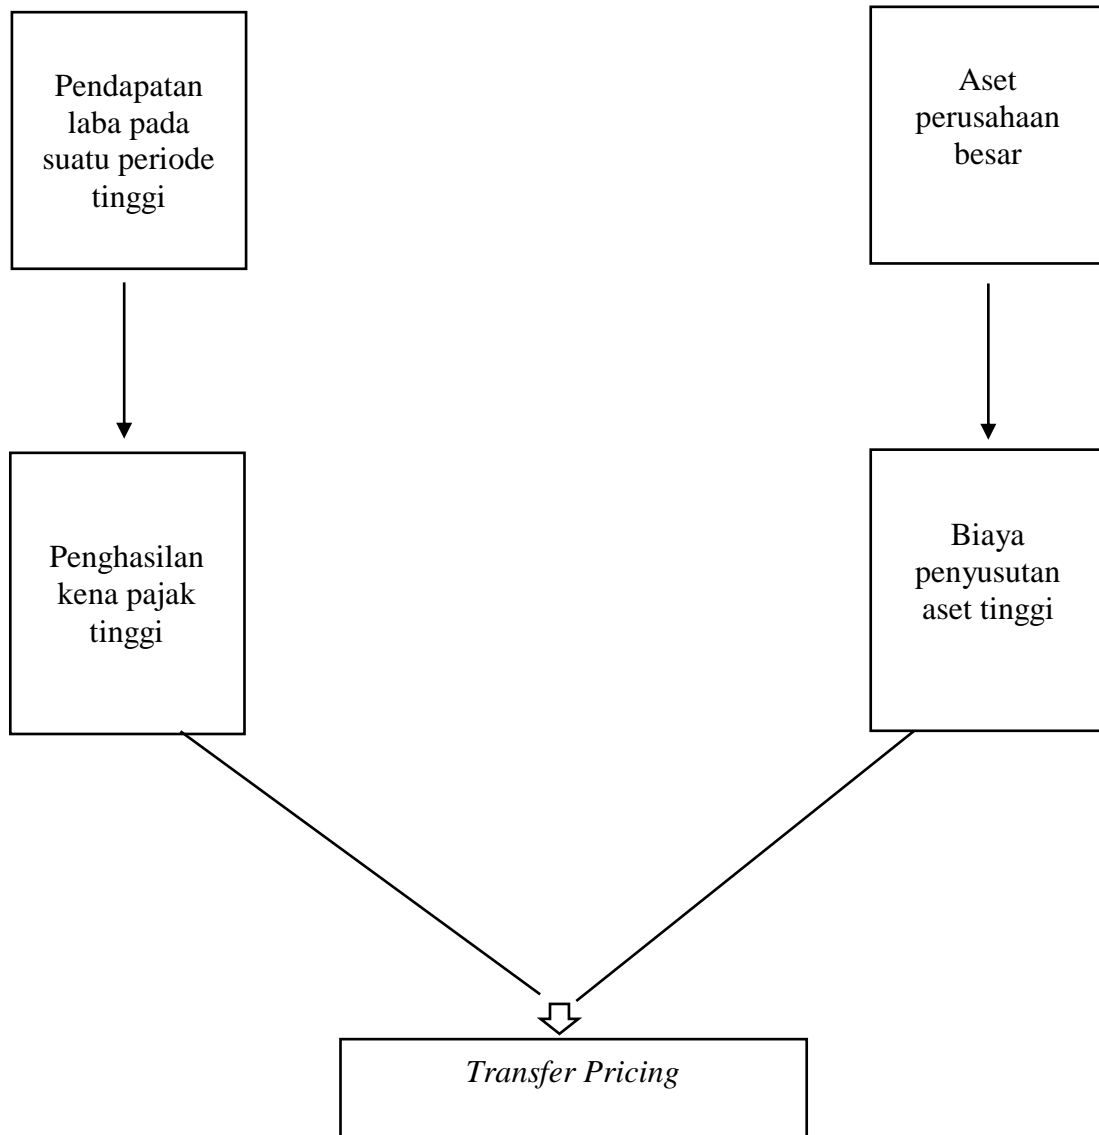 Pendapatan
laba pada
suatu periode
tinggi
Aset
perusahaan
besar
Penghasilan
kena pajak
tinggi
Biaya
penyusutan
aset tinggi
Transfer Pricing